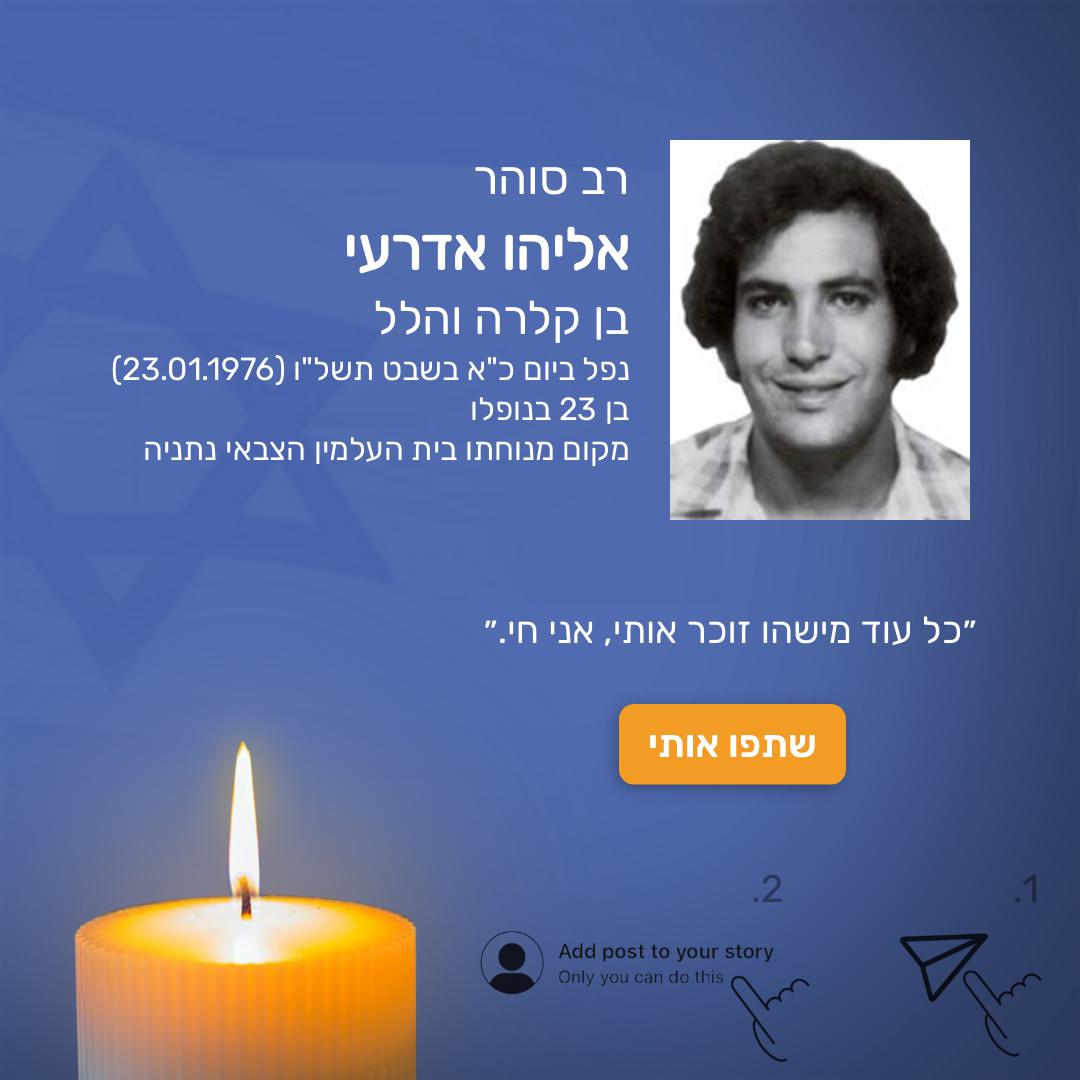 רב סוהר
אליהו אדרעי
בן קלרה והלל
נפל ביום כ"א בשבט תשל"ו (23.01.1976)
בן 23 בנופלו
מקום מנוחתו בית העלמין הצבאי נתניה
״כל עוד מישהו זוכר אותי, אני חי.״
שתפו אותי
1.
2.
Add post to your story
Only you can do this